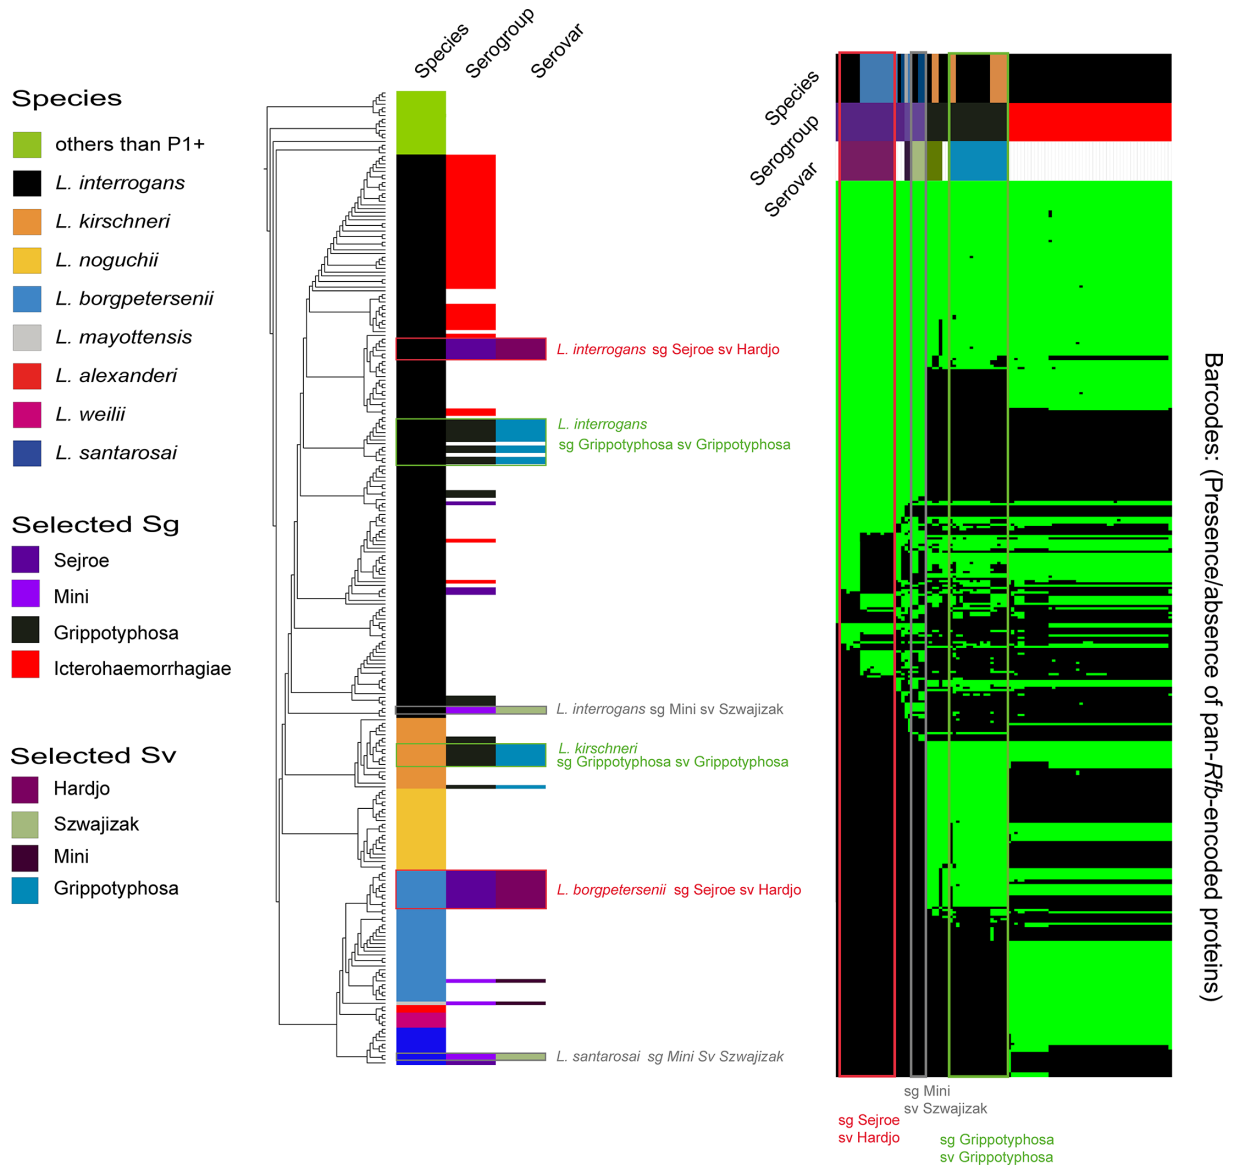 Species
others than P1+
L. interrogans
L. kirschneri
L. noguchii
L. borgpetersenii
L. mayottensis
L. alexanderi
L. weilii
L. santarosai
Selected Sg
Sejroe
Mini
Grippotyphosa
Icterohaemorrhagiae
Selected Sv
Hardjo
Szwajizak
Mini
Grippotyphosa
Species
Serogroup
Serovar
L. interrogans sg Sejroe sv Hardjo
L. interrogans
sg Grippotyphosa sv Grippotyphosa
L. interrogans sg Mini sv Szwajizak
L. kirschneri
sg Grippotyphosa sv Grippotyphosa
L. borgpetersenii sg Sejroe sv Hardjo
L. santarosai sg Mini Sv Szwajizak
Species
Serogroup
Serovar
Barcodes: (Presence/absence of pan-Rfb-encoded proteins)
sg Mini
sv Szwajizak
sg Sejroe
sv Hardjo
sg Grippotyphosa
sv Grippotyphosa